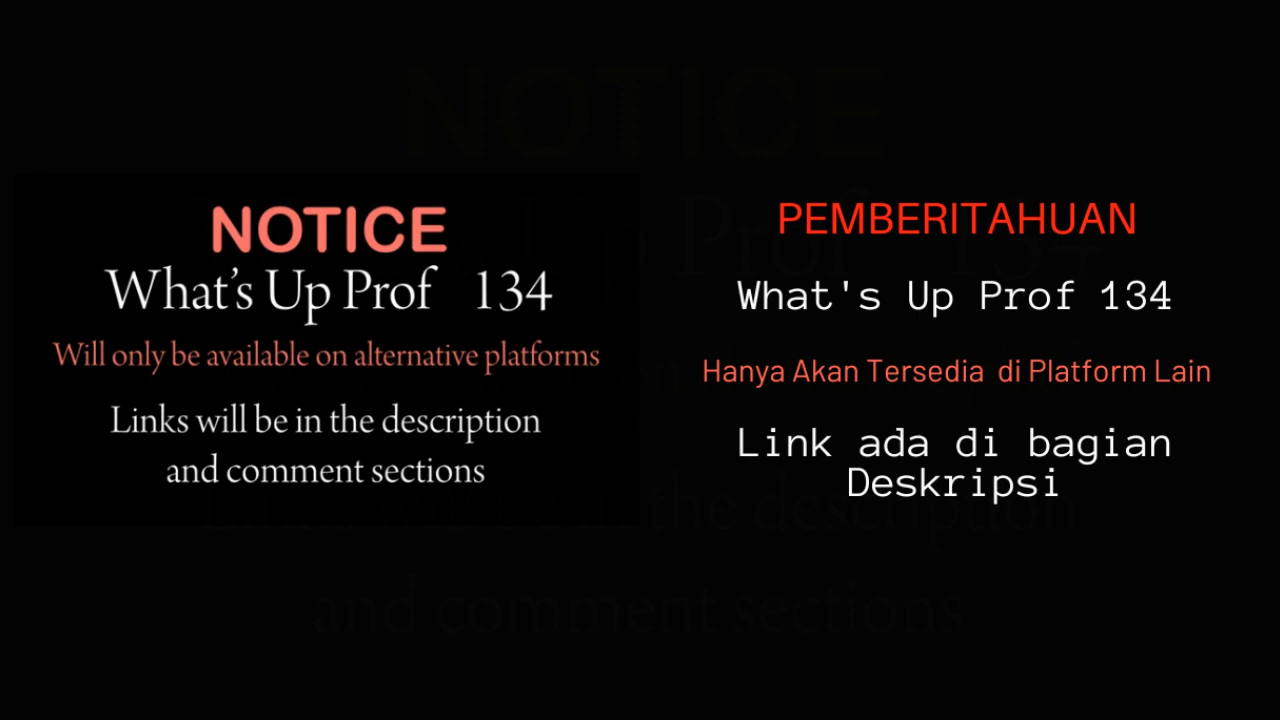 NOTICE
What's Up Prof 134
Will only be available on alternative platforms
Links will be in the description
and comment sections
PEMBERITAHUAN
What's Up Prof 134
Hanya Akan Tersedia di Platform Lain
Link ada di bagian
Deskripsi